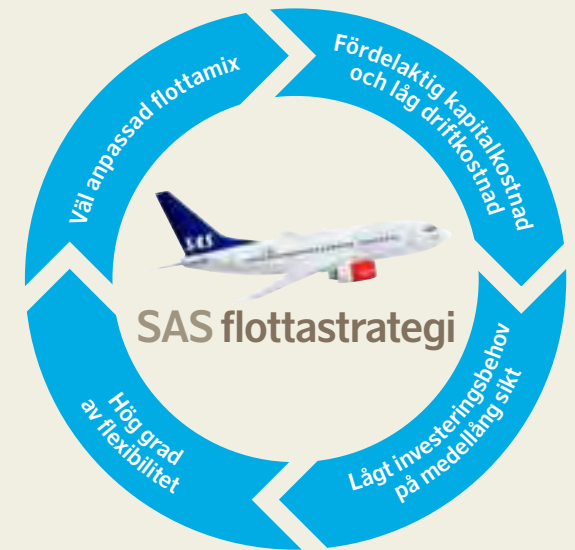 Väl anpassad flottamix
Fördelaktig kapitalkostnad
och låg driftkostnad
SAS
SAS flottastrategi
Lågt investeringsbehov
på medellång sikt
Hög grad
av flexibilitet